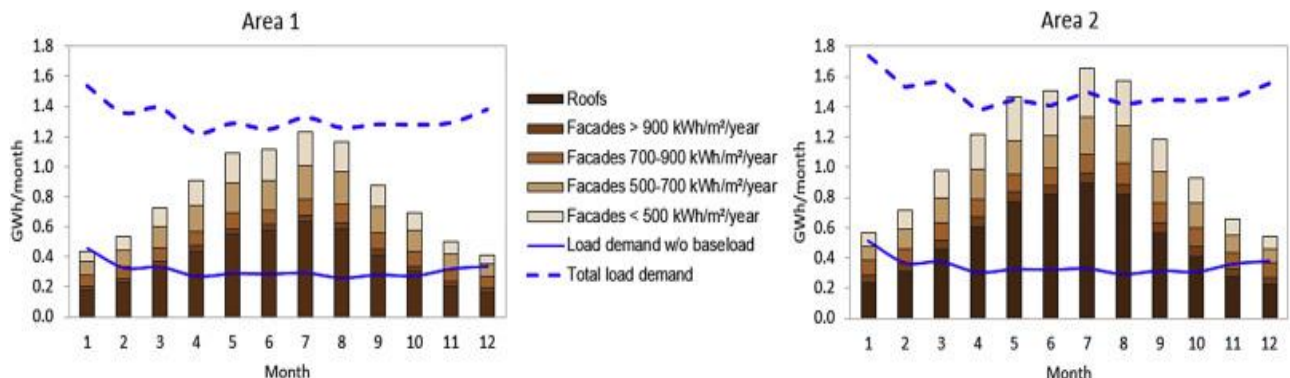 Area 1
1.8
1.6
1.4
1.2
1.0
0.8
0.6
0.4
0.2
0.0
GWh/month
1 2 3 4 5 6 7 8 9 10 11 12
Month
Roofs
Facades > 900 kWh/m²/year
Facades 700-900 kWh/m²/year
Facades 500-700 kWh/m²/year
Facades < 500 kWh/m²/year
Load demand w/o baseload
Total load demand
Area 2
1.8
1.6
1.4
1.2
1.0
0.8
0.6
0.4
0.2
0.0
GWh/month
1 2 3 4 5 6 7 8 9 10 11 12
Month